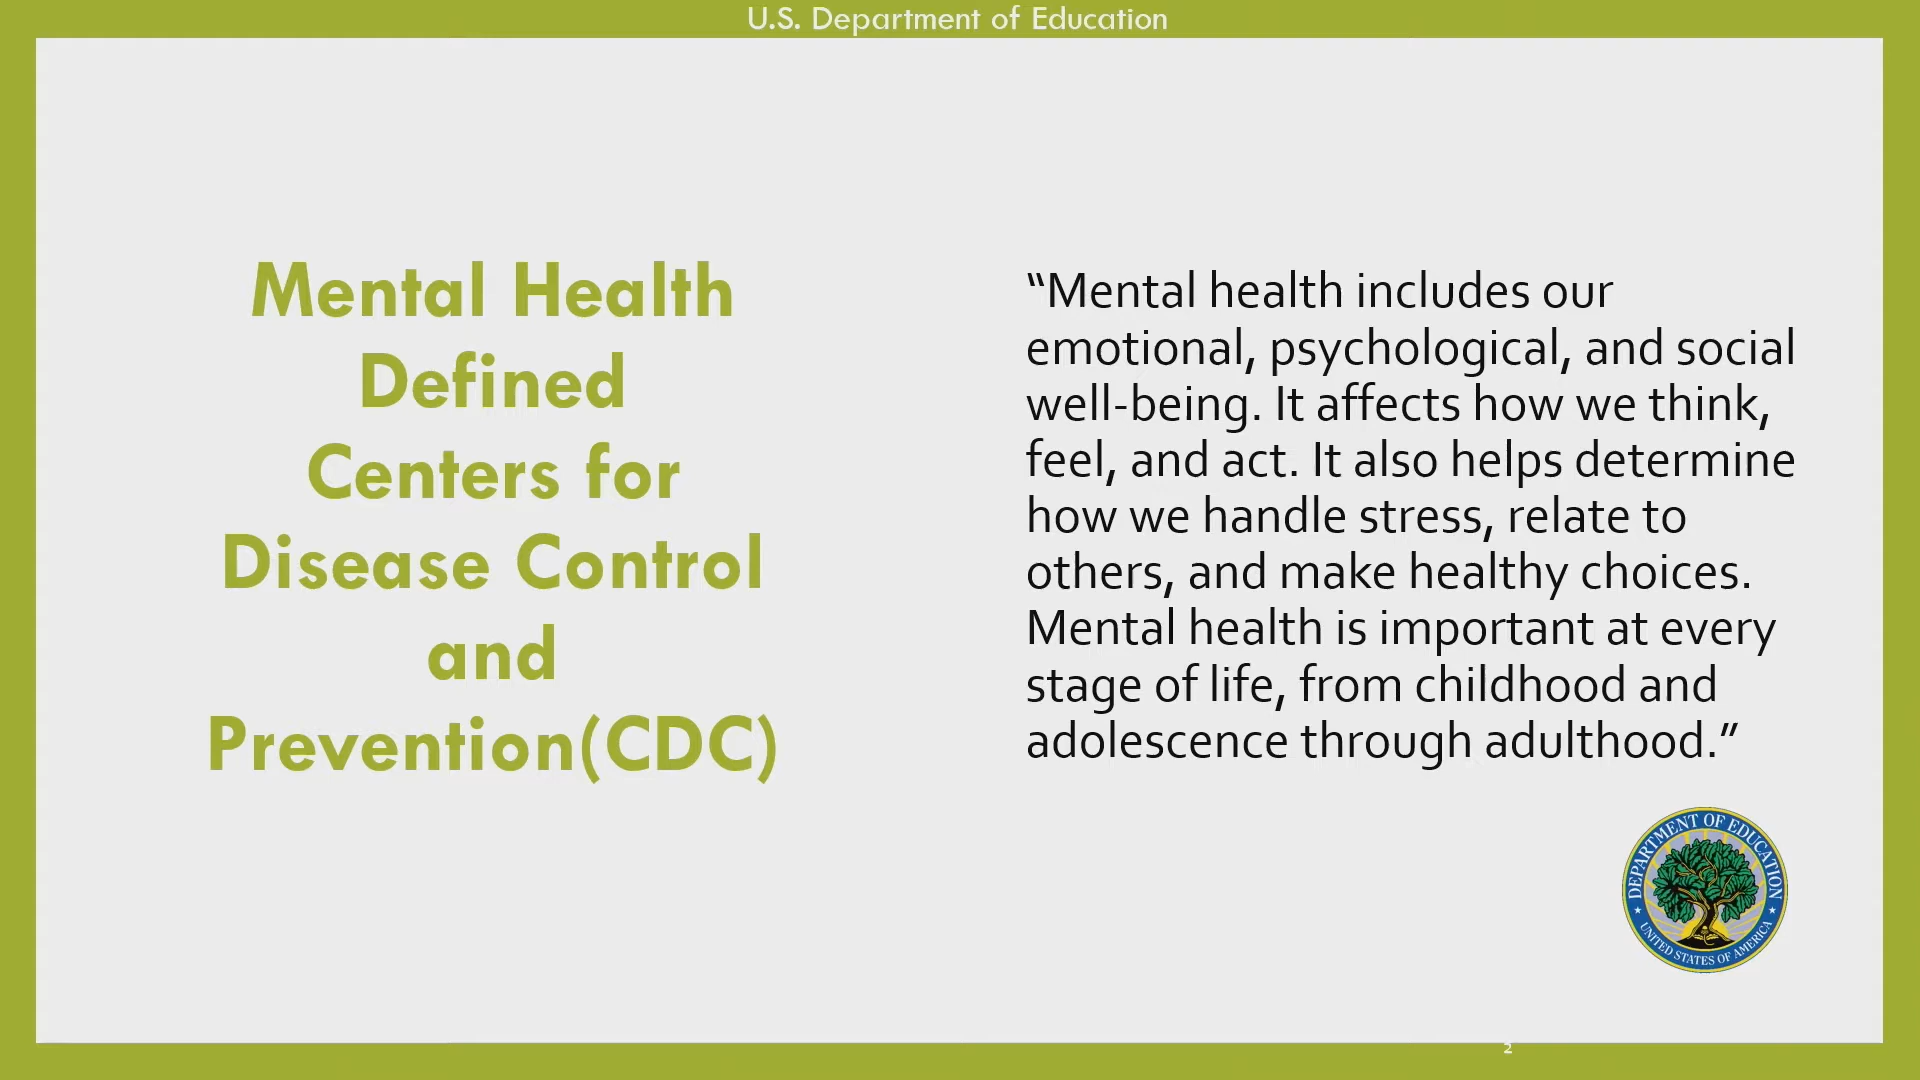 U.S. Department of Education
Mental Health
Defined
Centers for
Disease Control
and
Prevention(CDC)
“Mental health includes our
emotional, psychological, and social
well-being. It affects how we think,
feel, and act. It also helps determine
how we handle stress, relate to
others, and make healthy choices.
Mental health is important at every
stage of life, from childhood and
adolescence through adulthood.”
DEPARTMENT OF EDUCATION
UNITED STATES OF AMERICA
2